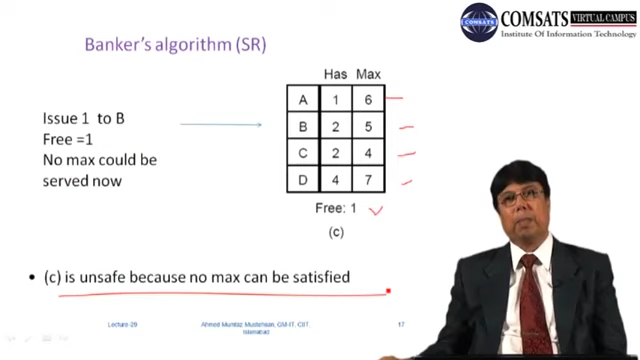 COMSATS VIRTUAL CAMPUS
Institute Of Information Technology
Banker's algorithm (SR)
Has Max
A 1 6
B 2 5
C 2 4
D 4 7
Free: 1
(c)
Issue 1 to B
Free =1
No max could be
served now
• (c) is unsafe because no max can be satisfied
Lecture-29
Ahmed Mumtaz Mustehsan, GM-IT, CIIT,
Islamabad
17